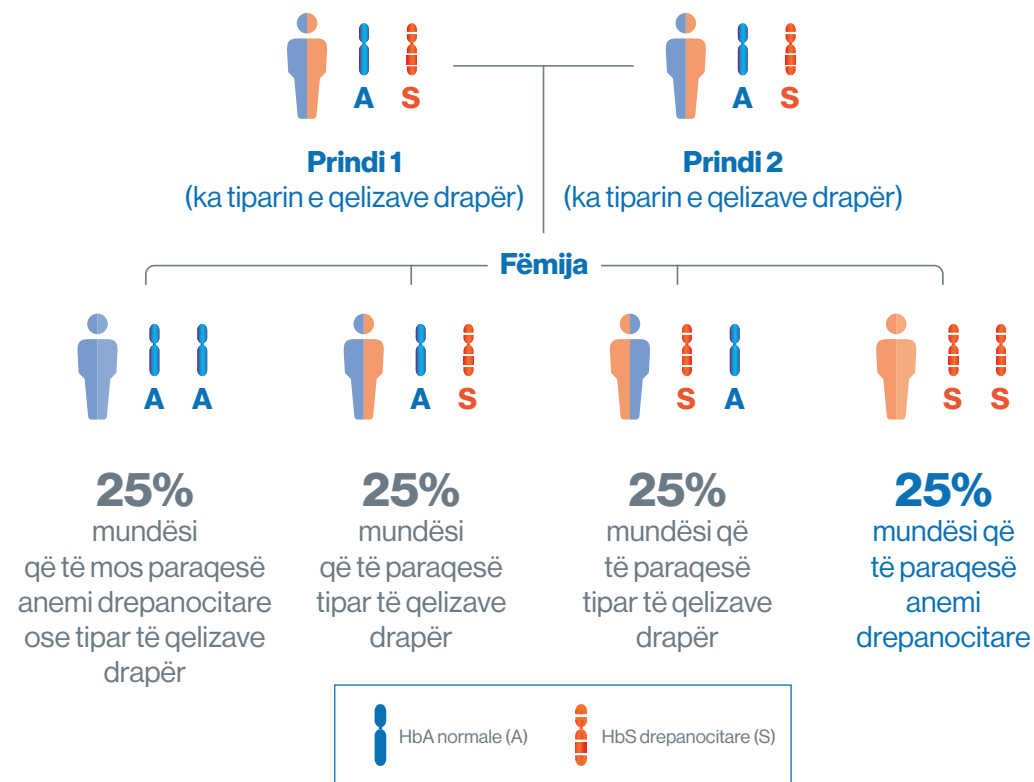 A S
A S
Prindi 1
(ka tiparin e qelizave drapër)
Prindi 2
(ka tiparin e qelizave drapër)
Fëmija
A A
A S
S A
S S
25%
mundësi
që të mos paraqesë
anemi drepanocitare
ose tipar të qelizave
drapër
25%
mundësi
që të paraqesë
tipar të qelizave
drapër
25%
mundësi që
të paraqesë
tipar të qelizave
drapër
25%
mundësi që
të paraqesë
anemi
drepanocitare
HbA normale (A)
HbS drepanocitare (S)